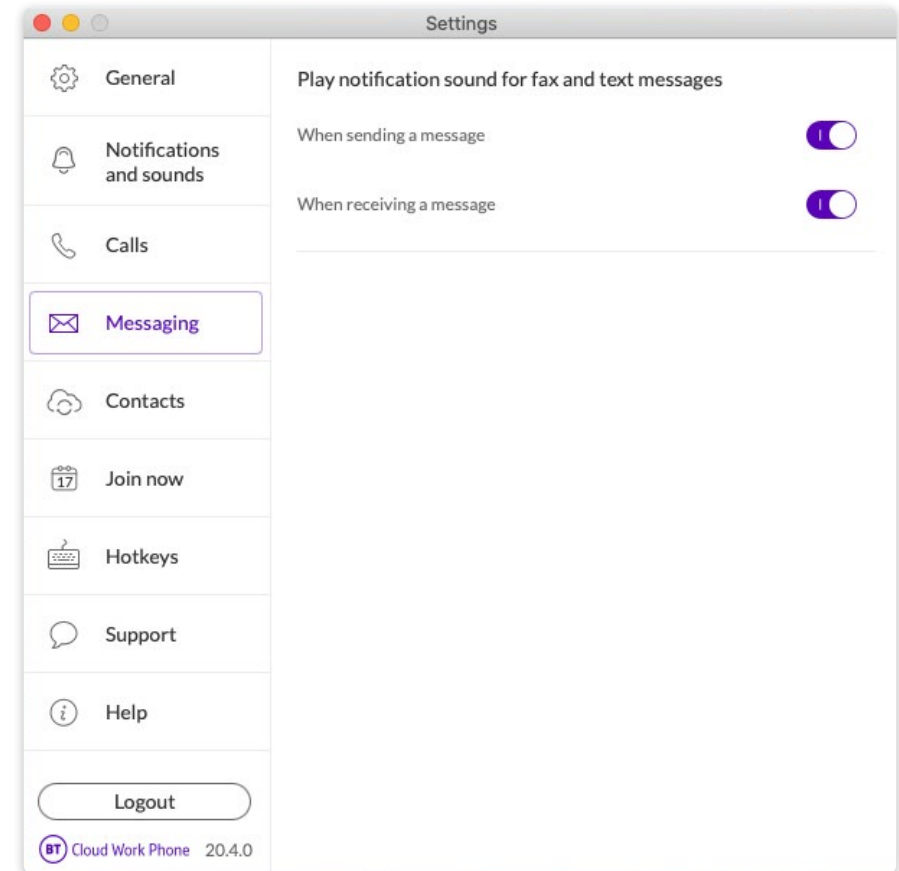 Settings
General
Notifications
and sounds
Calls
Messaging
Contacts
17
Join now
Hotkeys
Support
i
Help
Logout
BT Cloud Work Phone 20.4.0
Play notification sound for fax and text messages
When sending a message
When receiving a message